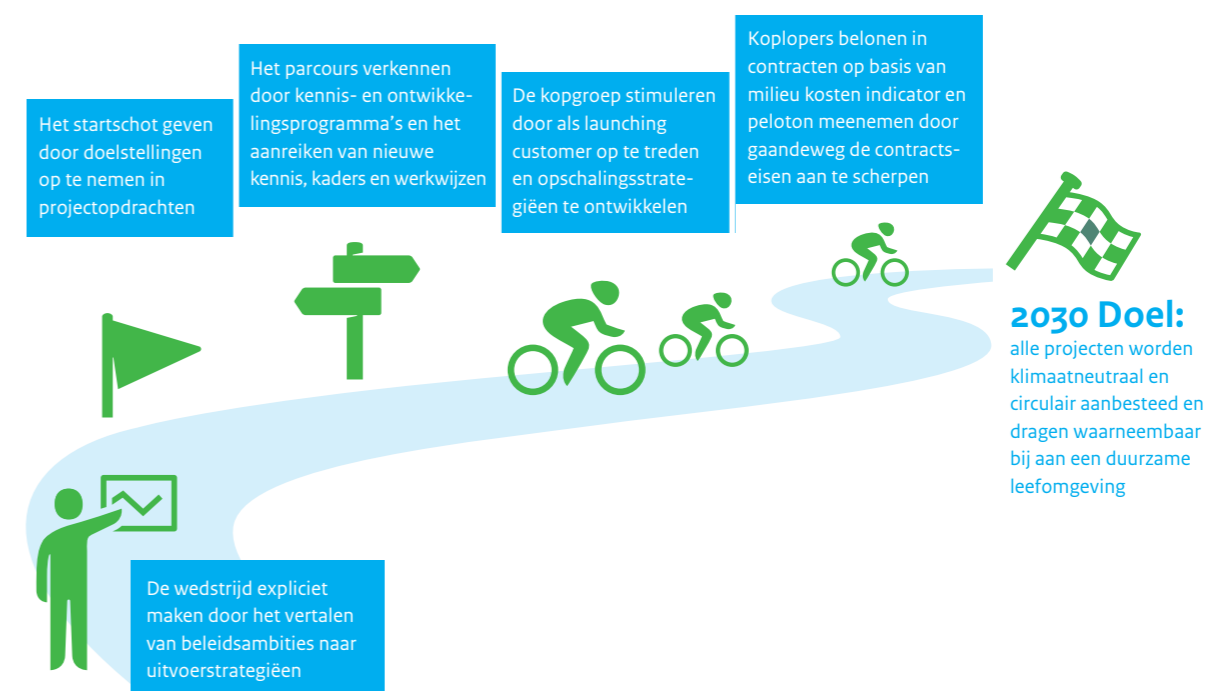 Het startschot geven
door doelstellingen
op te nemen in
projectopdrachten
Het parcours verkennen
door kennis- en ontwikke-
lingsprogramma's en het
aanreiken van nieuwe
kennis, kaders en werkwijzen
De kopgroep stimuleren
door als launching
customer op te treden
en opschalingsstrate-
giëen te ontwikkelen
Koplopers belonen in
contracten op basis van
milieu kosten indicator en
peloton meenemen door
gaandeweg de contracts-
eisen aan te scherpen
2030 Doel:
alle projecten worden
klimaatneutraal en
circulair aanbesteed en
dragen waarneembaar
bij aan een duurzame
leefomgeving
De wedstrijd expliciet
maken door het vertalen
van beleidsambities naar
uitvoerstrategiëen